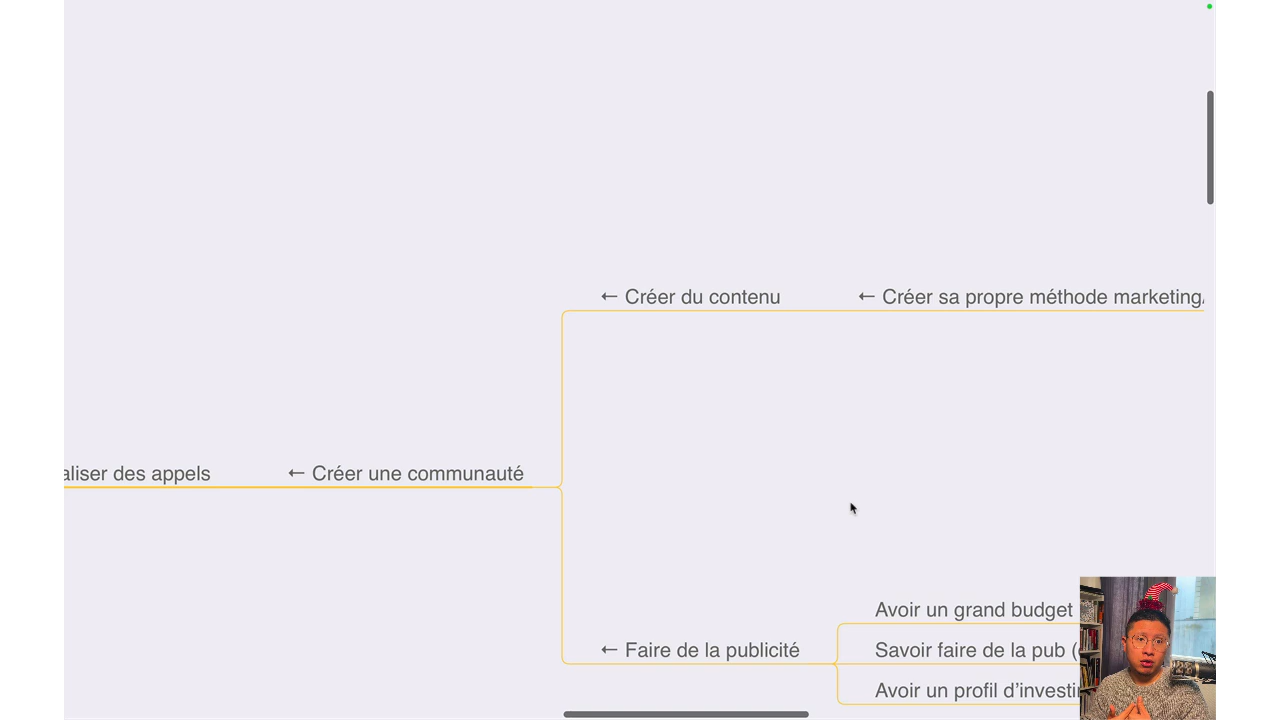 ← Créer du contenu
← Créer sa propre méthode marketing
aliser des appels
← Créer une communauté
Avoir un grand budget
← Faire de la publicité
Savoir faire de la pub (
Avoir un profil d’investi